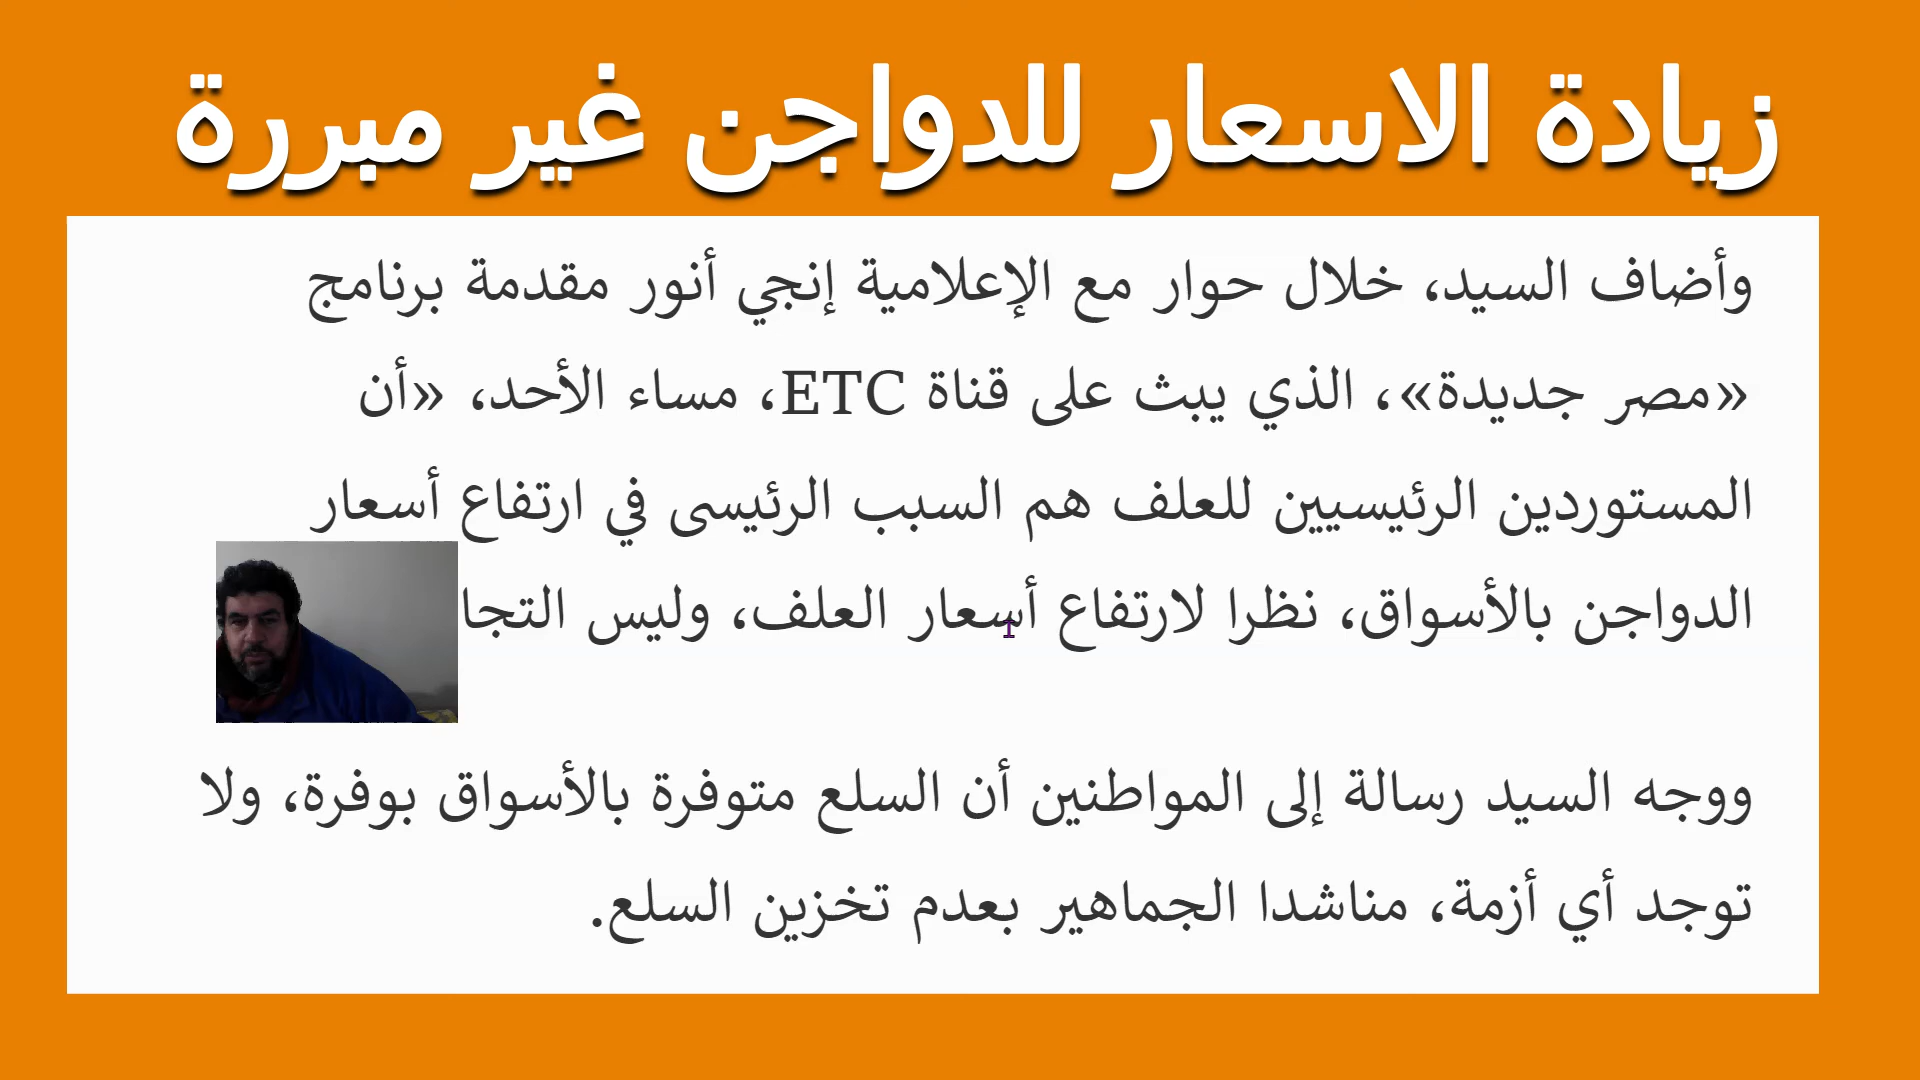 زيادة الاسعار للدواجن غير مبررة
وأضاف السيد، خلال حوار مع الإعلامية إنجي أنور مقدمة برنامج
«مصر جديدة»، الذي يبث على قناة ETC، مساء الأحد، «أن
المستوردين الرئيسيين للعلف هم السبب الرئيسى في ارتفاع أسعار
الدواجن بالأسواق، نظرا لارتفاع أسعار العلف، وليس
ووجه السيد رسالة إلى المواطنين أن السلع متوفرة بالأسواق بوفرة، ولا
توجد أي أزمة، مناشدا الجماهير بعدم تخزين السلع.